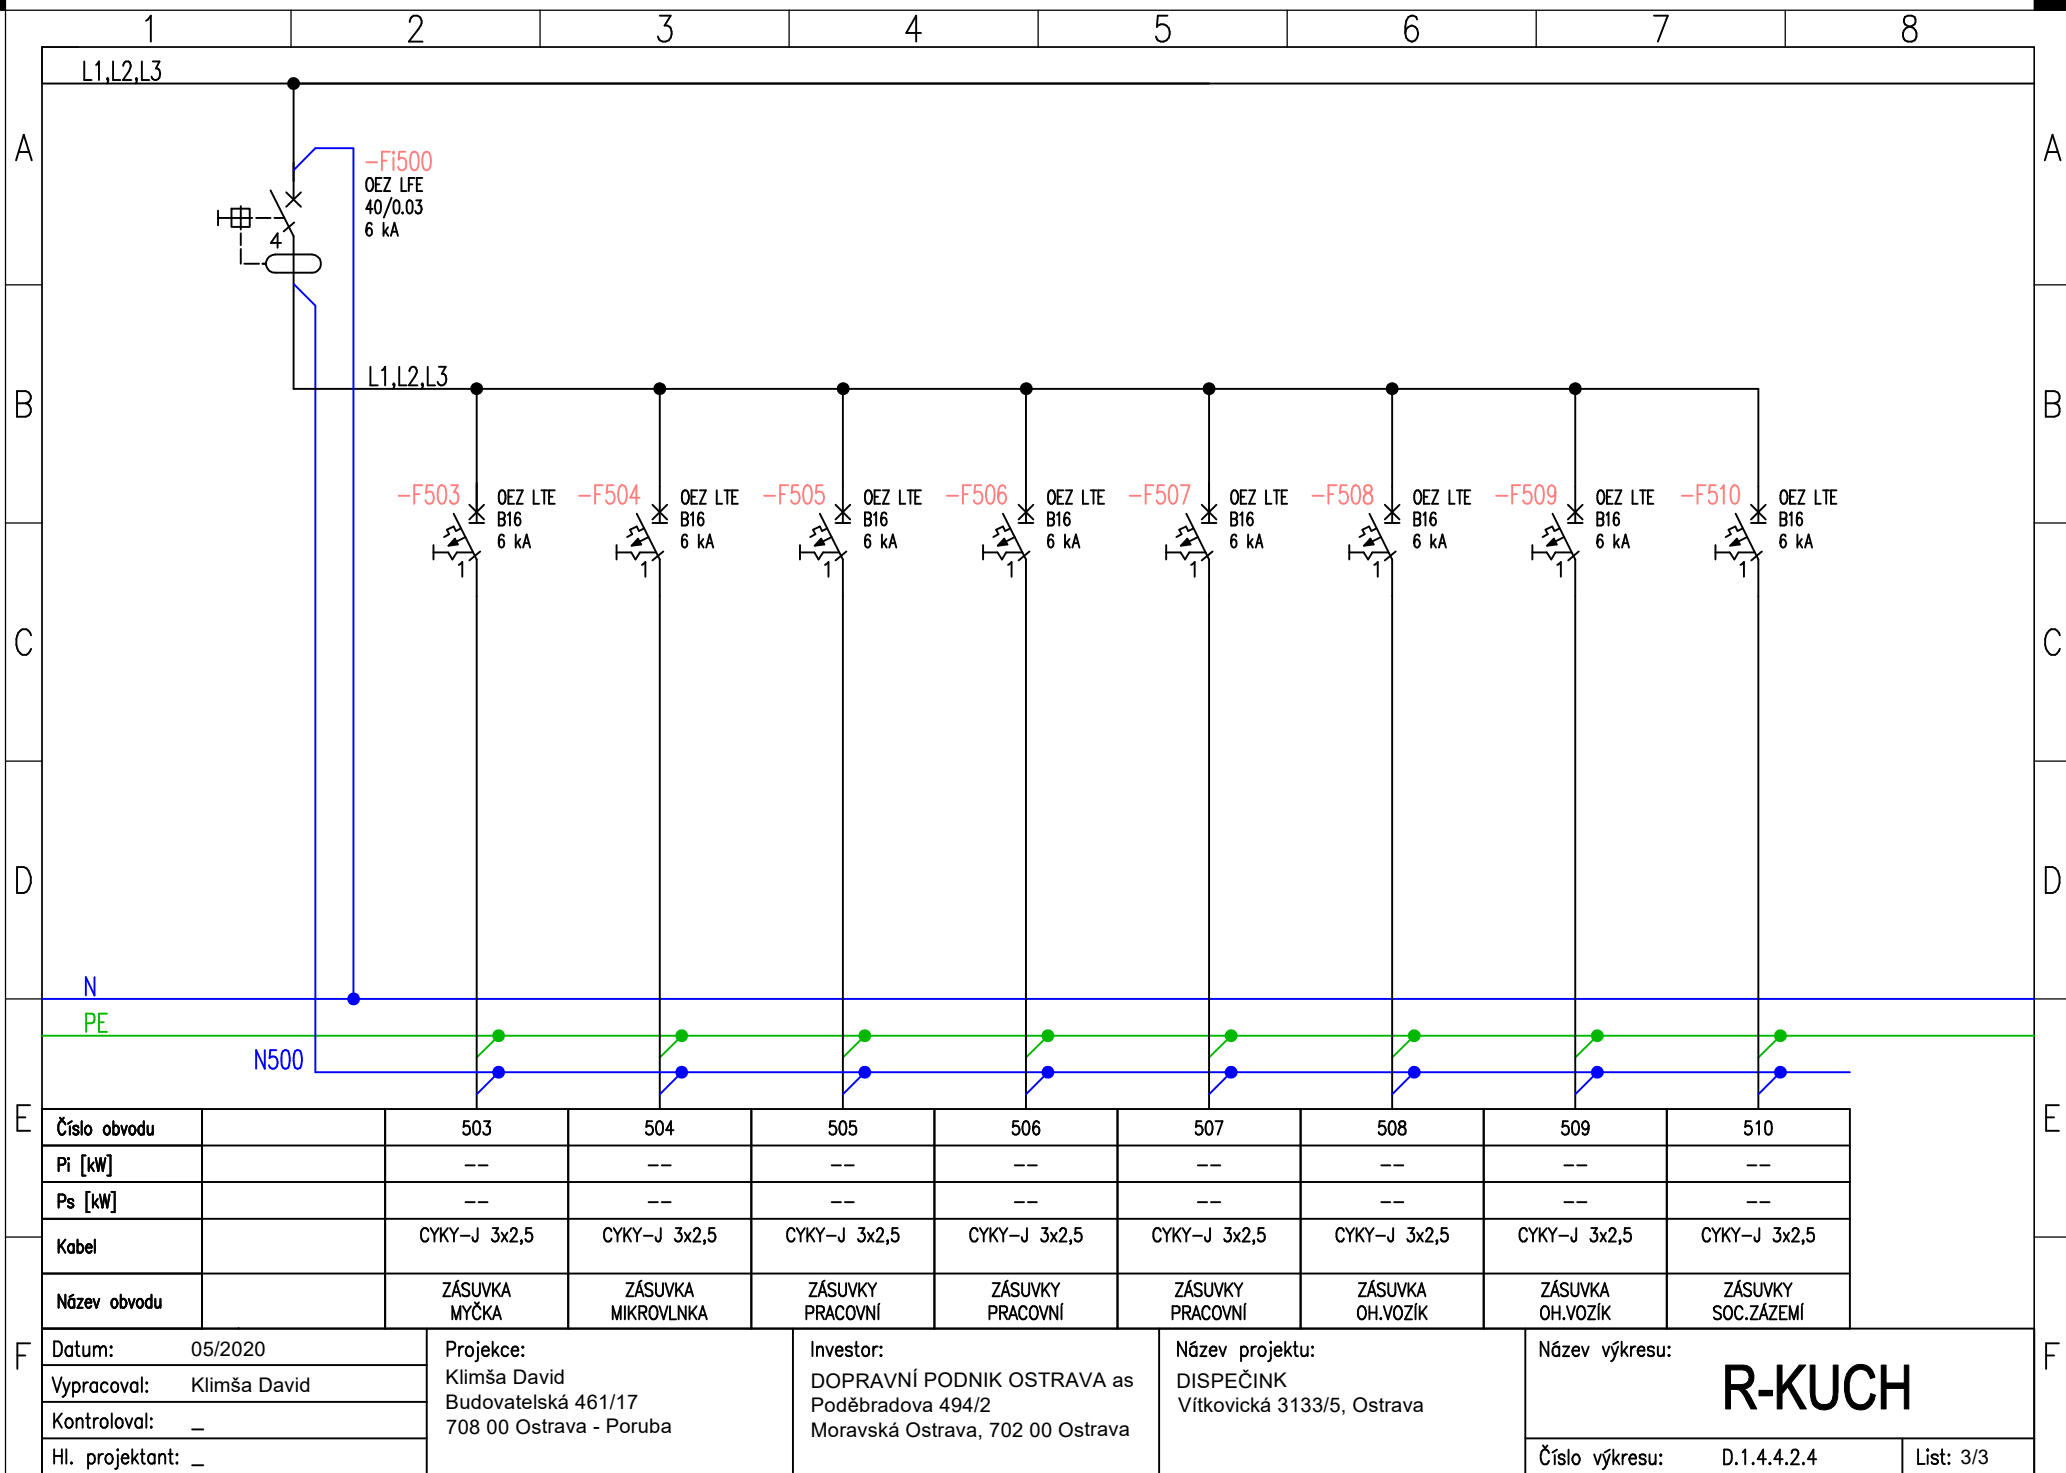 1 2 3 4 5 6 7 8
L1,L2,L3
A A
-Fi500
OEZ LFE
40/0.03
6 kA
4
L1,L2,L3
B B
-F503 OEZ LTE -F504 OEZ LTE -F505 OEZ LTE -F506 OEZ LTE -F507 OEZ LTE -F508 OEZ LTE -F509 OEZ LTE -F510 OEZ LTE
B16 B16 B16 B16 B16 B16 B16 B16
6 kA 6 kA 6 kA 6 kA 6 kA 6 kA 6 kA 6 kA
1 1 1 1 1 1 1 1
C C
D D
N
PE
N500
E E
Číslo obvodu 503 504 505 506 507 508 509 510
Pi [kW] -- -- -- -- -- -- -- --
Ps [kW] -- -- -- -- -- -- -- --
Kabel CYKY-J 3x2,5 CYKY-J 3x2,5 CYKY-J 3x2,5 CYKY-J 3x2,5 CYKY-J 3x2,5 CYKY-J 3x2,5 CYKY-J 3x2,5 CYKY-J 3x2,5
Název obvodu
ZÁSUVKA
MYČKA
ZÁSUVKA
MIKROVLNKA
ZÁSUVKY
PRACOVNÍ
ZÁSUVKY
PRACOVNÍ
ZÁSUVKY
PRACOVNÍ
ZÁSUVKA
OH.VOZÍK
ZÁSUVKA
OH.VOZÍK
ZÁSUVKY
SOC.ZÁZEMÍ
F F
Datum: 05/2020
Vypracoval: Klimša David
Kontroloval: _
Hl. projektant: _
Projekce:
Klimša David
Budovatelská 461/17
708 00 Ostrava - Poruba
Investor:
DOPRAVNÍ PODNIK OSTRAVA as
Poděbradova 494/2
Moravská Ostrava, 702 00 Ostrava
Název projektu:
DISPEČINK
Vítkovická 3133/5, Ostrava
Název výkresu:
R-KUCH
Číslo výkresu: D.1.4.4.2.4 List: 3/3